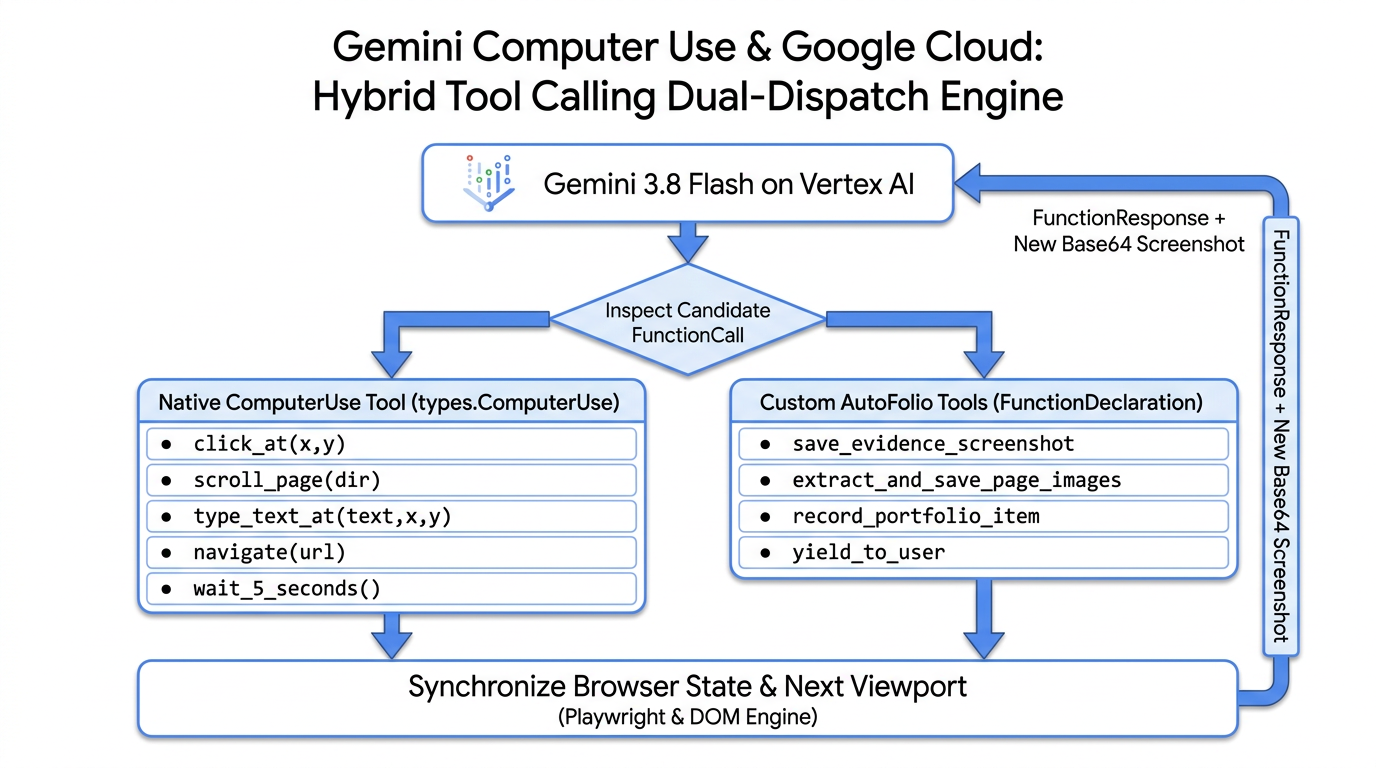 Gemini Computer Use & Google Cloud:
Hybrid Tool Calling Dual-Dispatch Engine
Gemini 3.8 Flash on Vertex AI
FunctionResponse +
New Base64 Screenshot
Inspect Candidate
FunctionCall
Native ComputerUse Tool (types.ComputerUse)
• click_at(x,y)
• scroll_page(dir)
• type_text_at(text,x,y)
• navigate(url)
• wait_5_seconds()
Custom AutoFolio Tools (FunctionDeclaration)
• save_evidence_screenshot
• extract_and_save_page_images
• record_portfolio_item
• yield_to_user
FunctionResponse + New Base64 Screenshot
Synchronize Browser State & Next Viewport
(Playwright & DOM Engine)